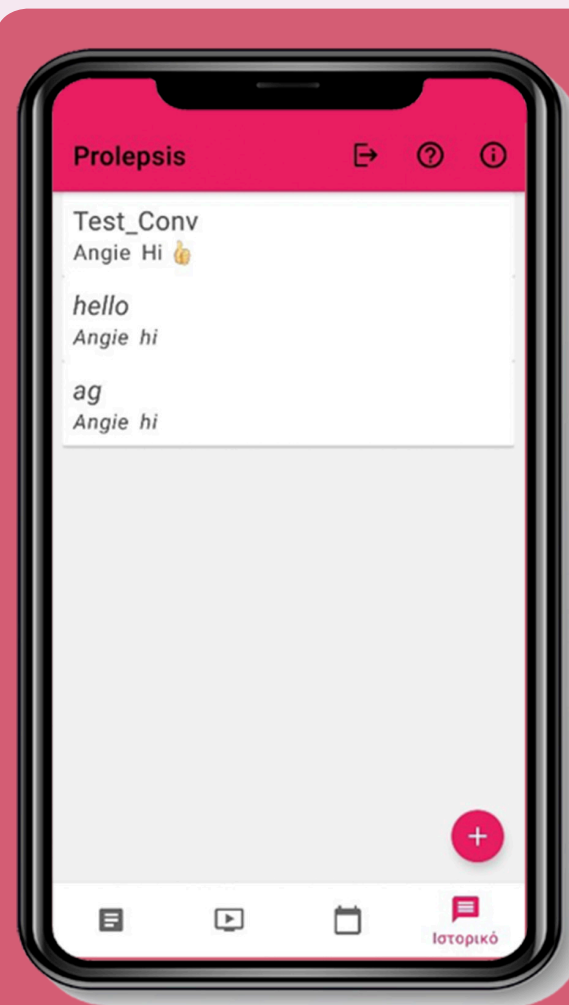 Prolepsis
Test_Conv
Angie Hi 👍
hello
Angie hi
ag
Angie hi
Ιστορικό